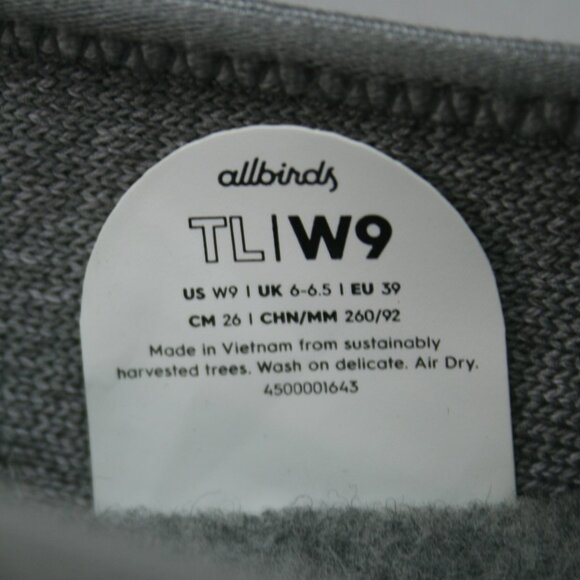 allbirds
TL|W9
US W9 | UK 6-6.5 | EU 39
CM 26 | CHN/MM 260/92
Made in Vietnam from sustainably
harvested trees. Wash on delicate. Air Dry.
4500001643